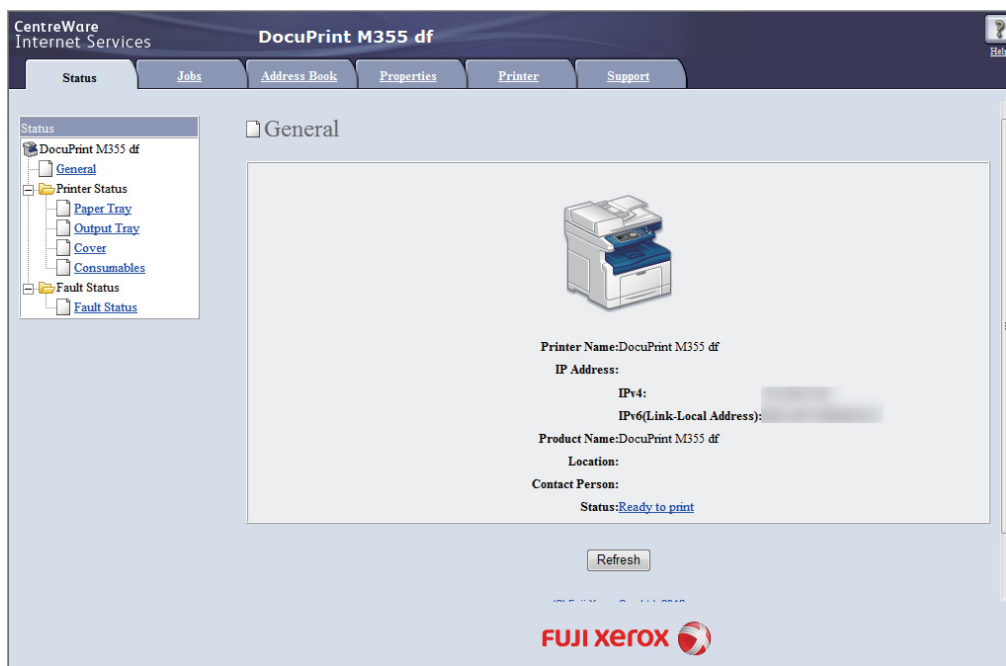 CentreWare
Internet Services
DocuPrint M355 df
Help
Status
Jobs
Address Book
Properties
Printer
Support
Status
DocuPrint M355 df
General
Printer Status
Paper Tray
Output Tray
Cover
Consumables
Fault Status
Fault Status
General
Printer Name:DocuPrint M355 df
IP Address:
IPv4:
IPv6(Link-Local Address):
Product Name:DocuPrint M355 df
Location:
Contact Person:
Status:Ready to print
Refresh
FUJI xerox